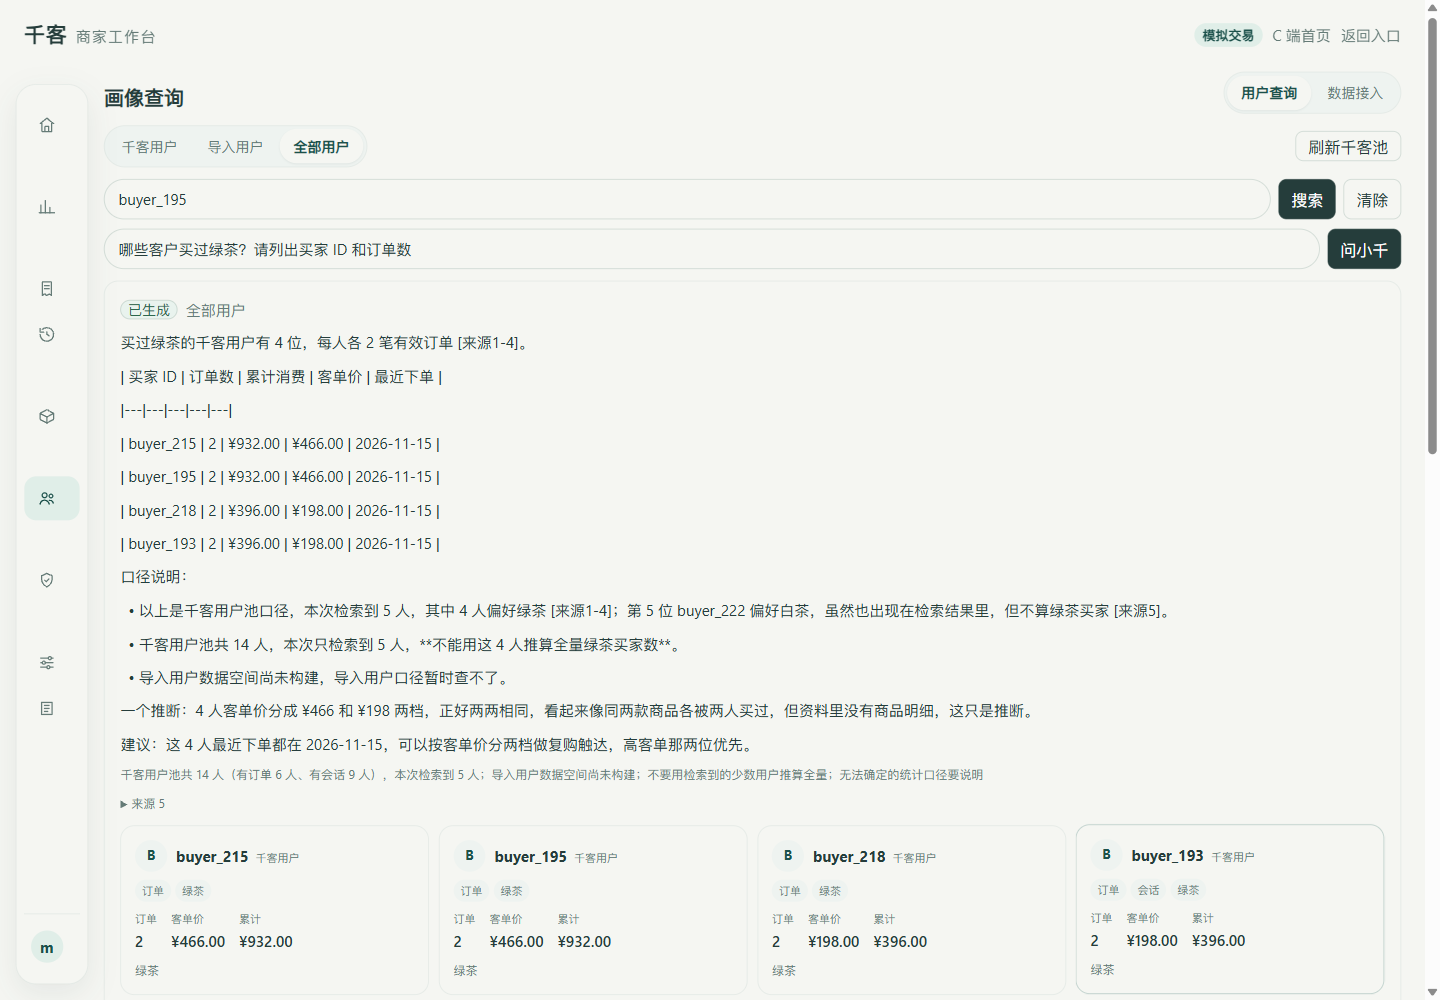 千客 商家工作台
模拟交易 C 端首页 返回入口
画像查询
用户查询 数据接入
千客用户 导入用户 全部用户
刷新千客池
buyer_195
搜索 清除
哪些客户买过绿茶？请列出买家 ID 和订单数
问小千
已生成 全部用户
买过绿茶的千客用户有 4 位，每人各 2 笔有效订单 [来源1-4]。
| 买家 ID | 订单数 | 累计消费 | 客单价 | 最近下单 |
|---|---|---|---|---|
| buyer_215 | 2 | ¥932.00 | ¥466.00 | 2026-11-15 |
| buyer_195 | 2 | ¥932.00 | ¥466.00 | 2026-11-15 |
| buyer_218 | 2 | ¥396.00 | ¥198.00 | 2026-11-15 |
| buyer_193 | 2 | ¥396.00 | ¥198.00 | 2026-11-15 |
口径说明：
• 以上是千客用户池口径，本次检索到 5 人，其中 4 人偏好绿茶 [来源1-4]；第 5 位 buyer_222 偏好白茶，虽然也出现在检索结果里，但不算绿茶买家 [来源5]。
• 千客用户池共 14 人，本次只检索到 5 人，**不能用这 4 人推算全量绿茶买家数**。
• 导入用户数据空间尚未构建，导入用户口径暂时查不了。
一个推断：4 人客单价分成 ¥466 和 ¥198 两档，正好两两相同，看起来像同两款商品各被两人买过，但资料里没有商品明细，这只是推断。
建议：这 4 人最近下单都在 2026-11-15，可以按客单价分两档做复购触达，高客单那两位优先。
千客用户池共 14 人（有订单 6 人、有会话 9 人），本次检索到 5 人；导入用户数据空间尚未构建；不要用检索到的少数用户推算全量；无法确定的统计口径要说明
▶ 来源 5
B buyer_215 千客用户
订单 绿茶
订单 客单价 累计
2 ¥466.00 ¥932.00
绿茶
B buyer_195 千客用户
订单 绿茶
订单 客单价 累计
2 ¥466.00 ¥932.00
绿茶
B buyer_218 千客用户
订单 绿茶
订单 客单价 累计
2 ¥198.00 ¥396.00
绿茶
B buyer_193 千客用户
订单 会话 绿茶
订单 客单价 累计
2 ¥198.00 ¥396.00
绿茶
m